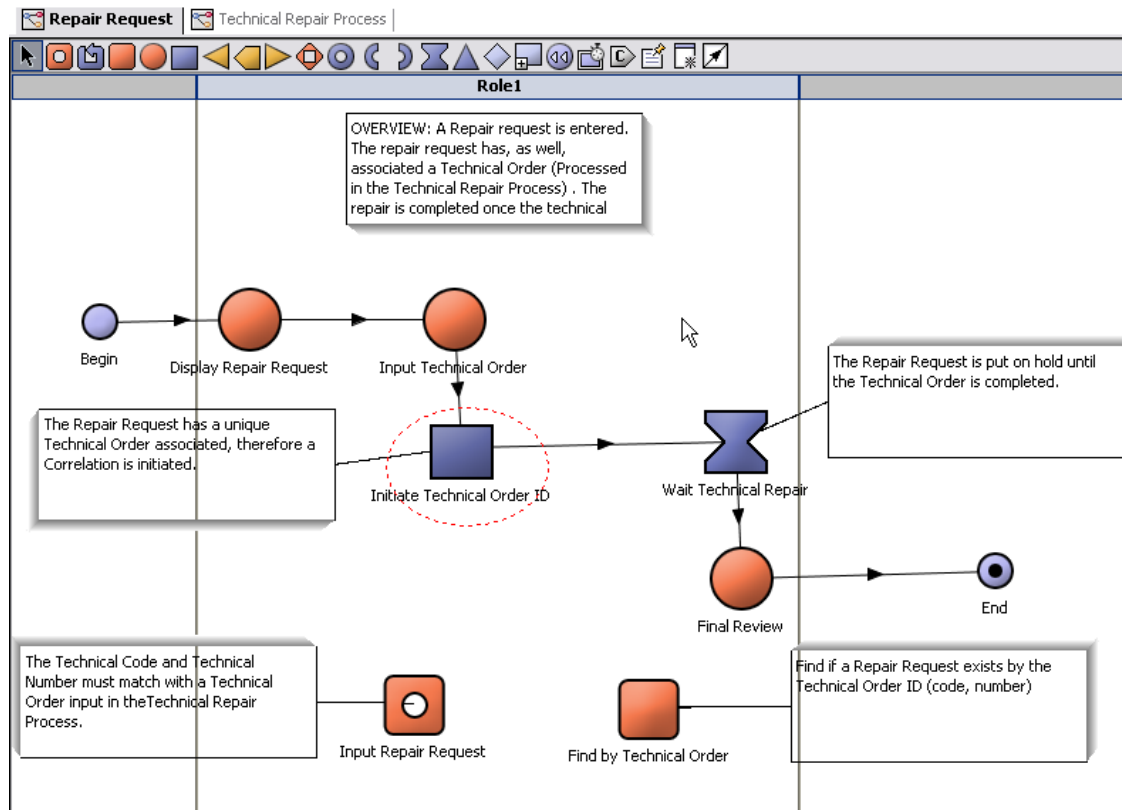 Repair Request
Technical Repair Process
C
Role1
OVERVIEW: A Repair request is entered.
The repair request has, as well,
associated a Technical Order (Processed
in the Technical Repair Process) . The
repair is completed once the technical
Begin
Display Repair Request
Input Technical Order
The Repair Request is put on hold until
the Technical Order is completed.
The Repair Request has a unique
Technical Order associated, therefore a
Correlation is initiated.
Initiate Technical Order ID
Wait Technical Repair
Final Review
End
The Technical Code and Technical
Number must match with a Technical
Order input in theTechnical Repair
Process.
Input Repair Request
Find by Technical Order
Find if a Repair Request exists by the
Technical Order ID (code, number)